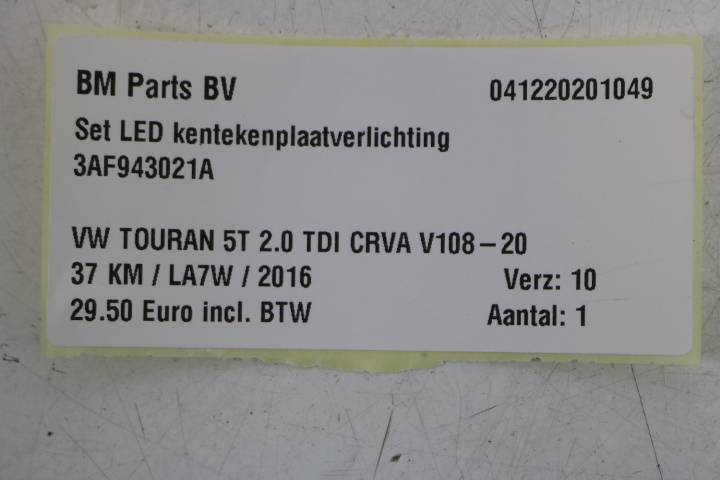 BM Parts BV 041220201049
Set LED kentekenplaatverlichting
3AF943021A
VW TOURAN 5T 2.0 TDI CRVA V108-20
37 KM / LA7W / 2016 Verz: 10
29.50 Euro incl. BTW Aantal: 1